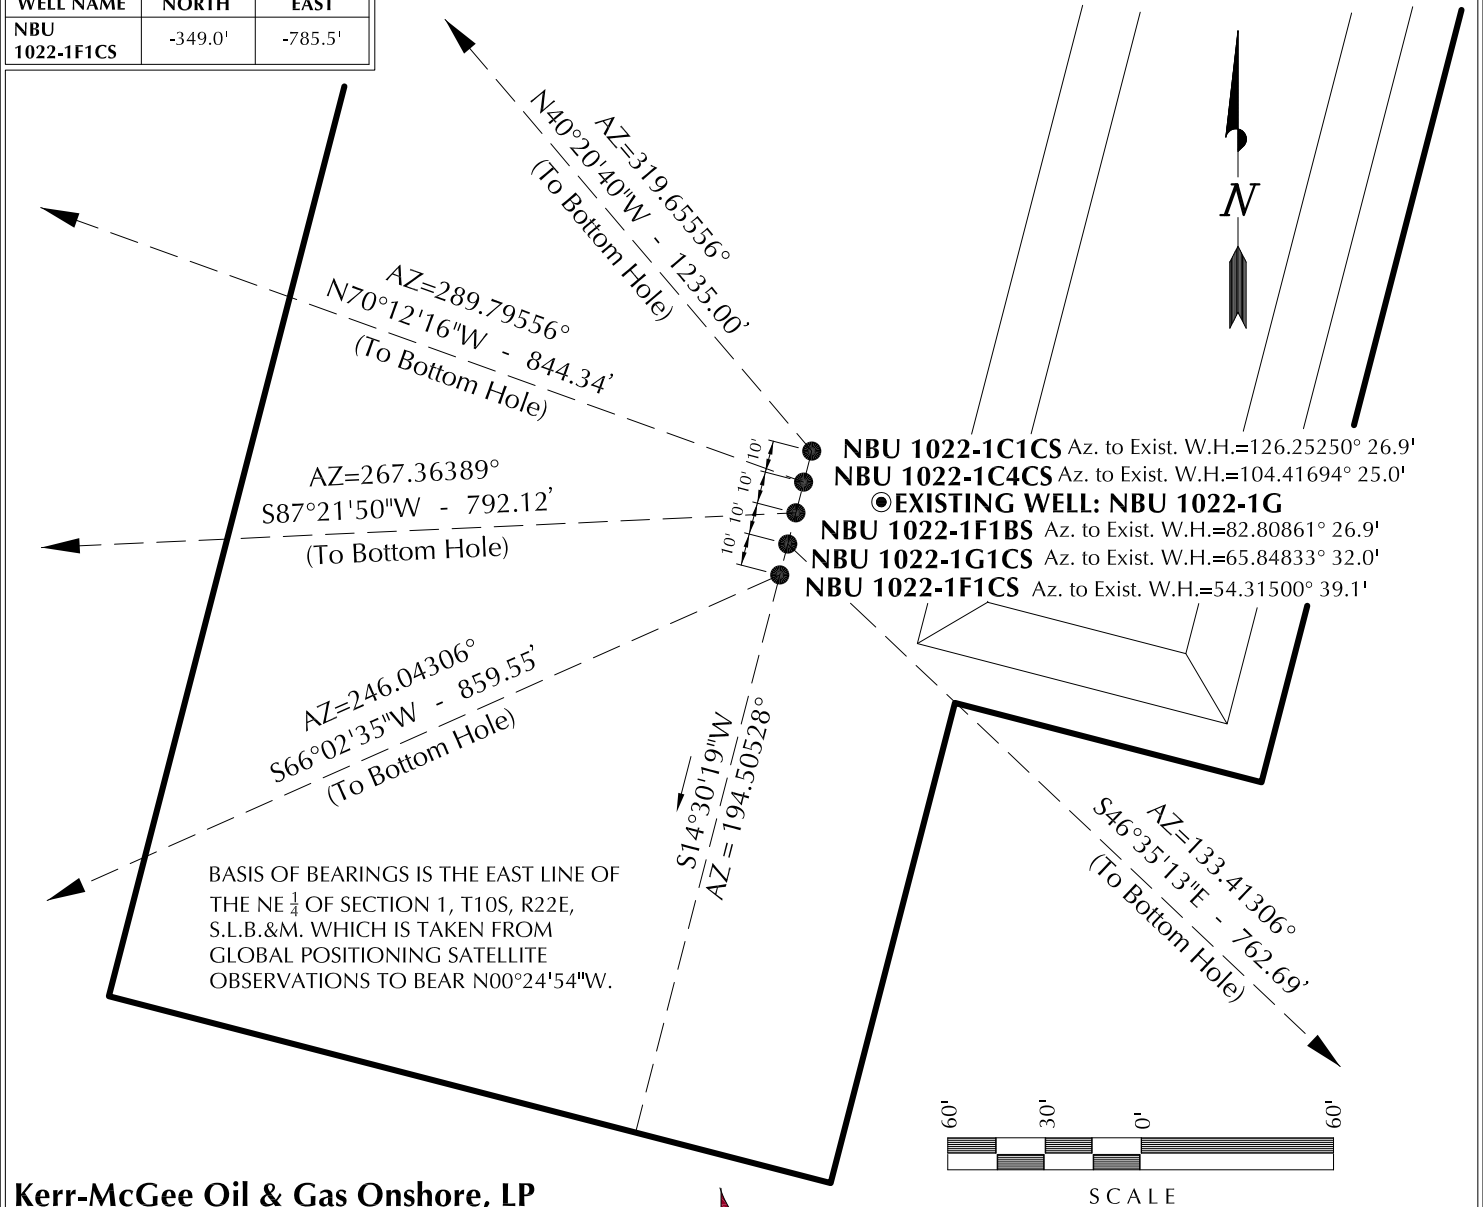 WELL NAME NORTH EAST
NBU 1022-1F1CS -349.0' -785.5'
AZ=319.65556°
N40°20'40"W - 1235.00'
(To Bottom Hole)
N
AZ=289.79556°
N70°12'16"W - 844.34'
(To Bottom Hole)
AZ=267.36389°
S87°21'50"W - 792.12'
(To Bottom Hole)
10'
10'
10'
10'
NBU 1022-1C1CS Az. to Exist. W.H.=126.25250° 26.9'
NBU 1022-1C4CS Az. to Exist. W.H.=104.41694° 25.0'
EXISTING WELL: NBU 1022-1G
NBU 1022-1F1BS Az. to Exist. W.H.=82.80861° 26.9'
NBU 1022-1G1CS Az. to Exist. W.H.=65.84833° 32.0'
NBU 1022-1F1CS Az. to Exist. W.H.=54.31500° 39.1'
AZ=246.04306°
S66°02'35"W - 859.55'
(To Bottom Hole)
S14°30'19"W
AZ = 194.50528°
AZ=133.41306°
S46°35'13"E - 762.69'
(To Bottom Hole)
BASIS OF BEARINGS IS THE EAST LINE OF
THE NE 1/4 OF SECTION 1, T10S, R22E,
S.L.B.&M. WHICH IS TAKEN FROM
GLOBAL POSITIONING SATELLITE
OBSERVATIONS TO BEAR N00°24'54"W.
60' 30' 0' 60'
SCALE
Kerr-McGee Oil & Gas Onshore, LP